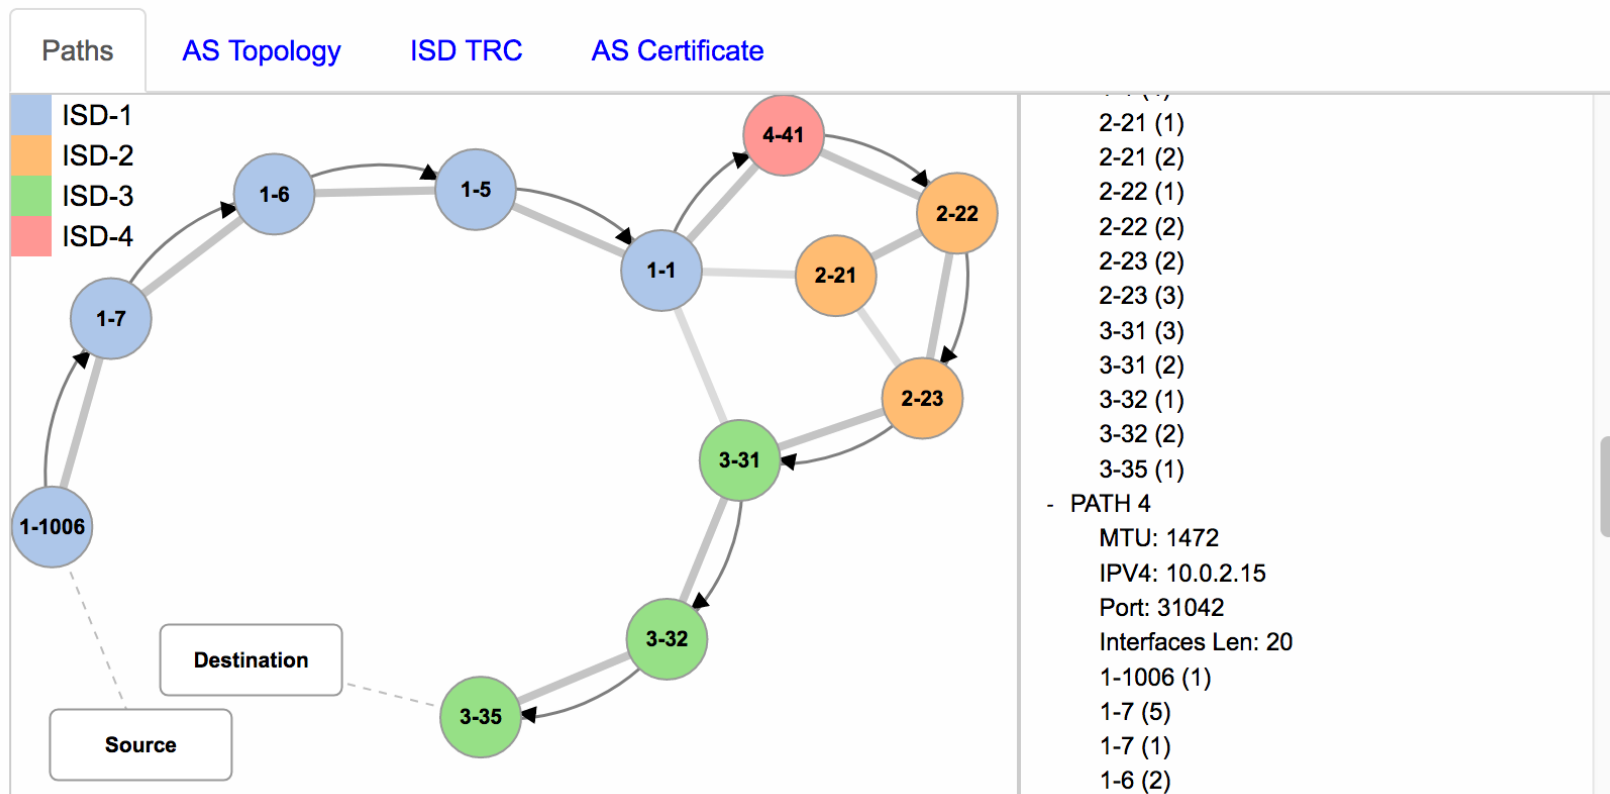 Paths
AS Topology
ISD TRC
AS Certificate
ISD-1
ISD-2
ISD-3
ISD-4
4-41
1-6
1-5
2-22
1-1
2-21
1-7
2-23
3-31
1-1006
3-32
Destination
3-35
Source
2-21 (1)
2-21 (2)
2-22 (1)
2-22 (2)
2-23 (2)
2-23 (3)
3-31 (3)
3-31 (2)
3-32 (1)
3-32 (2)
3-35 (1)
- PATH 4
MTU: 1472
IPV4: 10.0.2.15
Port: 31042
Interfaces Len: 20
1-1006 (1)
1-7 (5)
1-7 (1)
1-6 (2)